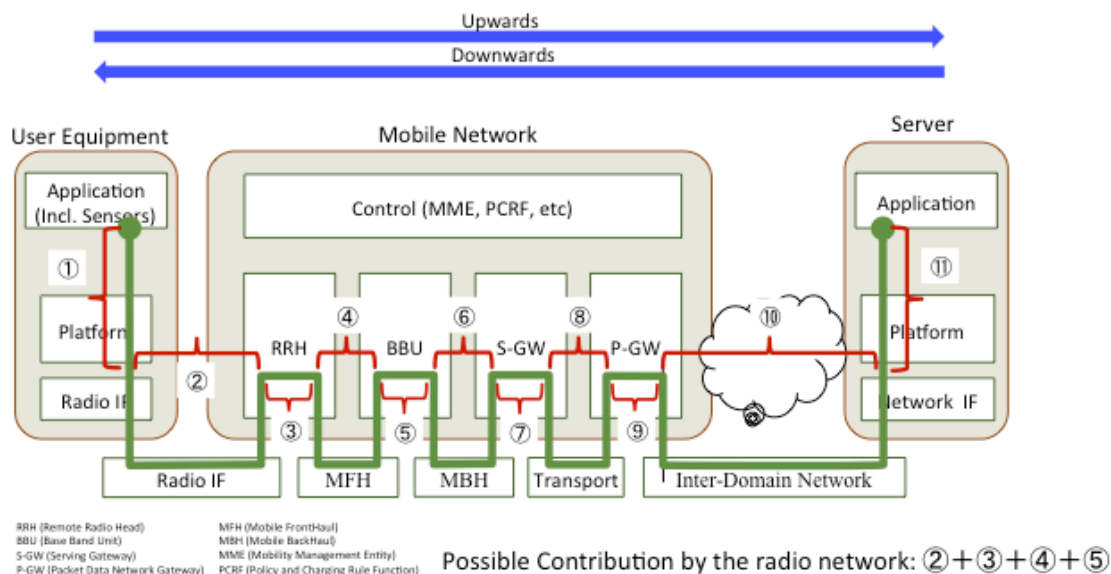 Upwards
Downwards
User Equipment
Mobile Network
Server
Application
(Incl. Sensors)
Control (MME, PCRF, etc)
Application
①
⑪
④
⑥
⑧
⑩
Platform
RRH
BBU
S-GW
P-GW
Platform
②
Radio IF
③
⑤
⑦
⑨
Network IF
Radio IF
MFH
MBH
Transport
Inter-Domain Network
RRH (Remote Radio Head)
BBU (Base Band Unit)
S-GW (Serving Gateway)
P-GW (Packet Data Network Gateway)
MFH (Mobile FrontHaul)
MBH (Mobile BackHaul)
MME (Mobility Management Entity)
PCRF (Policy and Charging Rule Function)
Possible Contribution by the radio network: ②+③+④+⑤